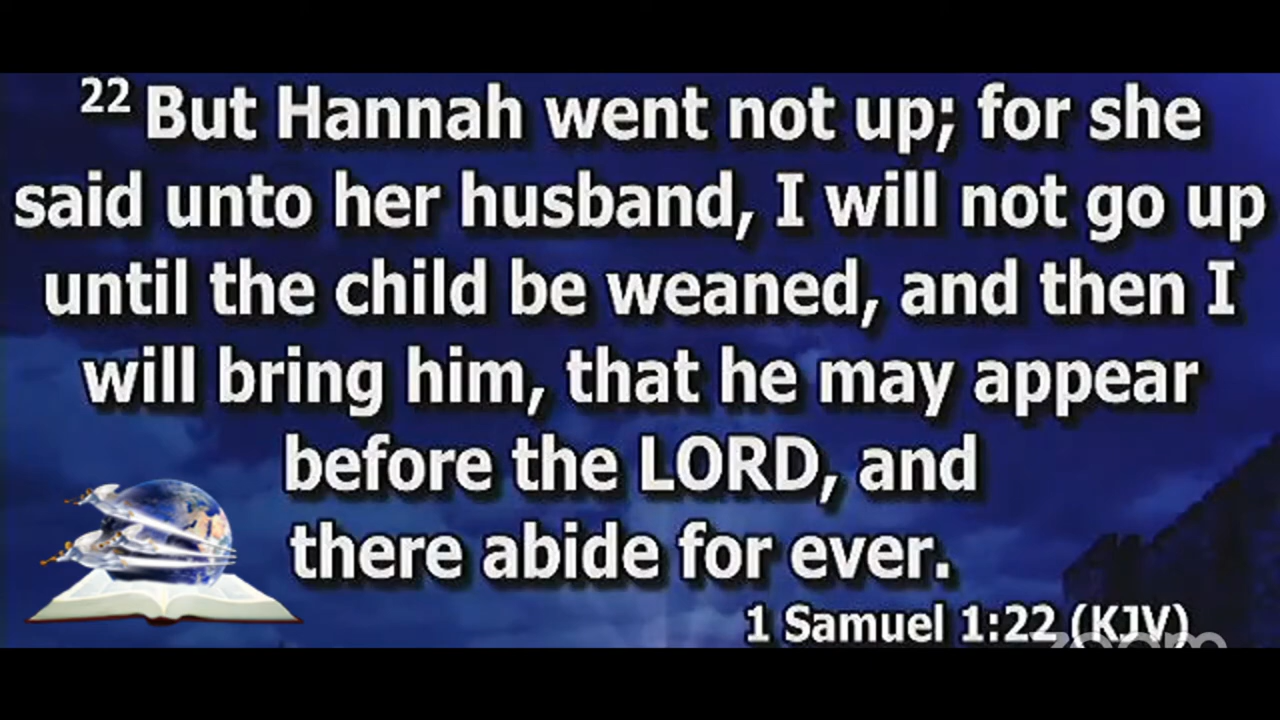 22 But Hannah went not up; for she
said unto her husband, I will not go up
until the child be weaned, and then I
will bring him, that he may appear
before the LORD, and
there abide for ever.
1 Samuel 1:22 (KJV)
zoom